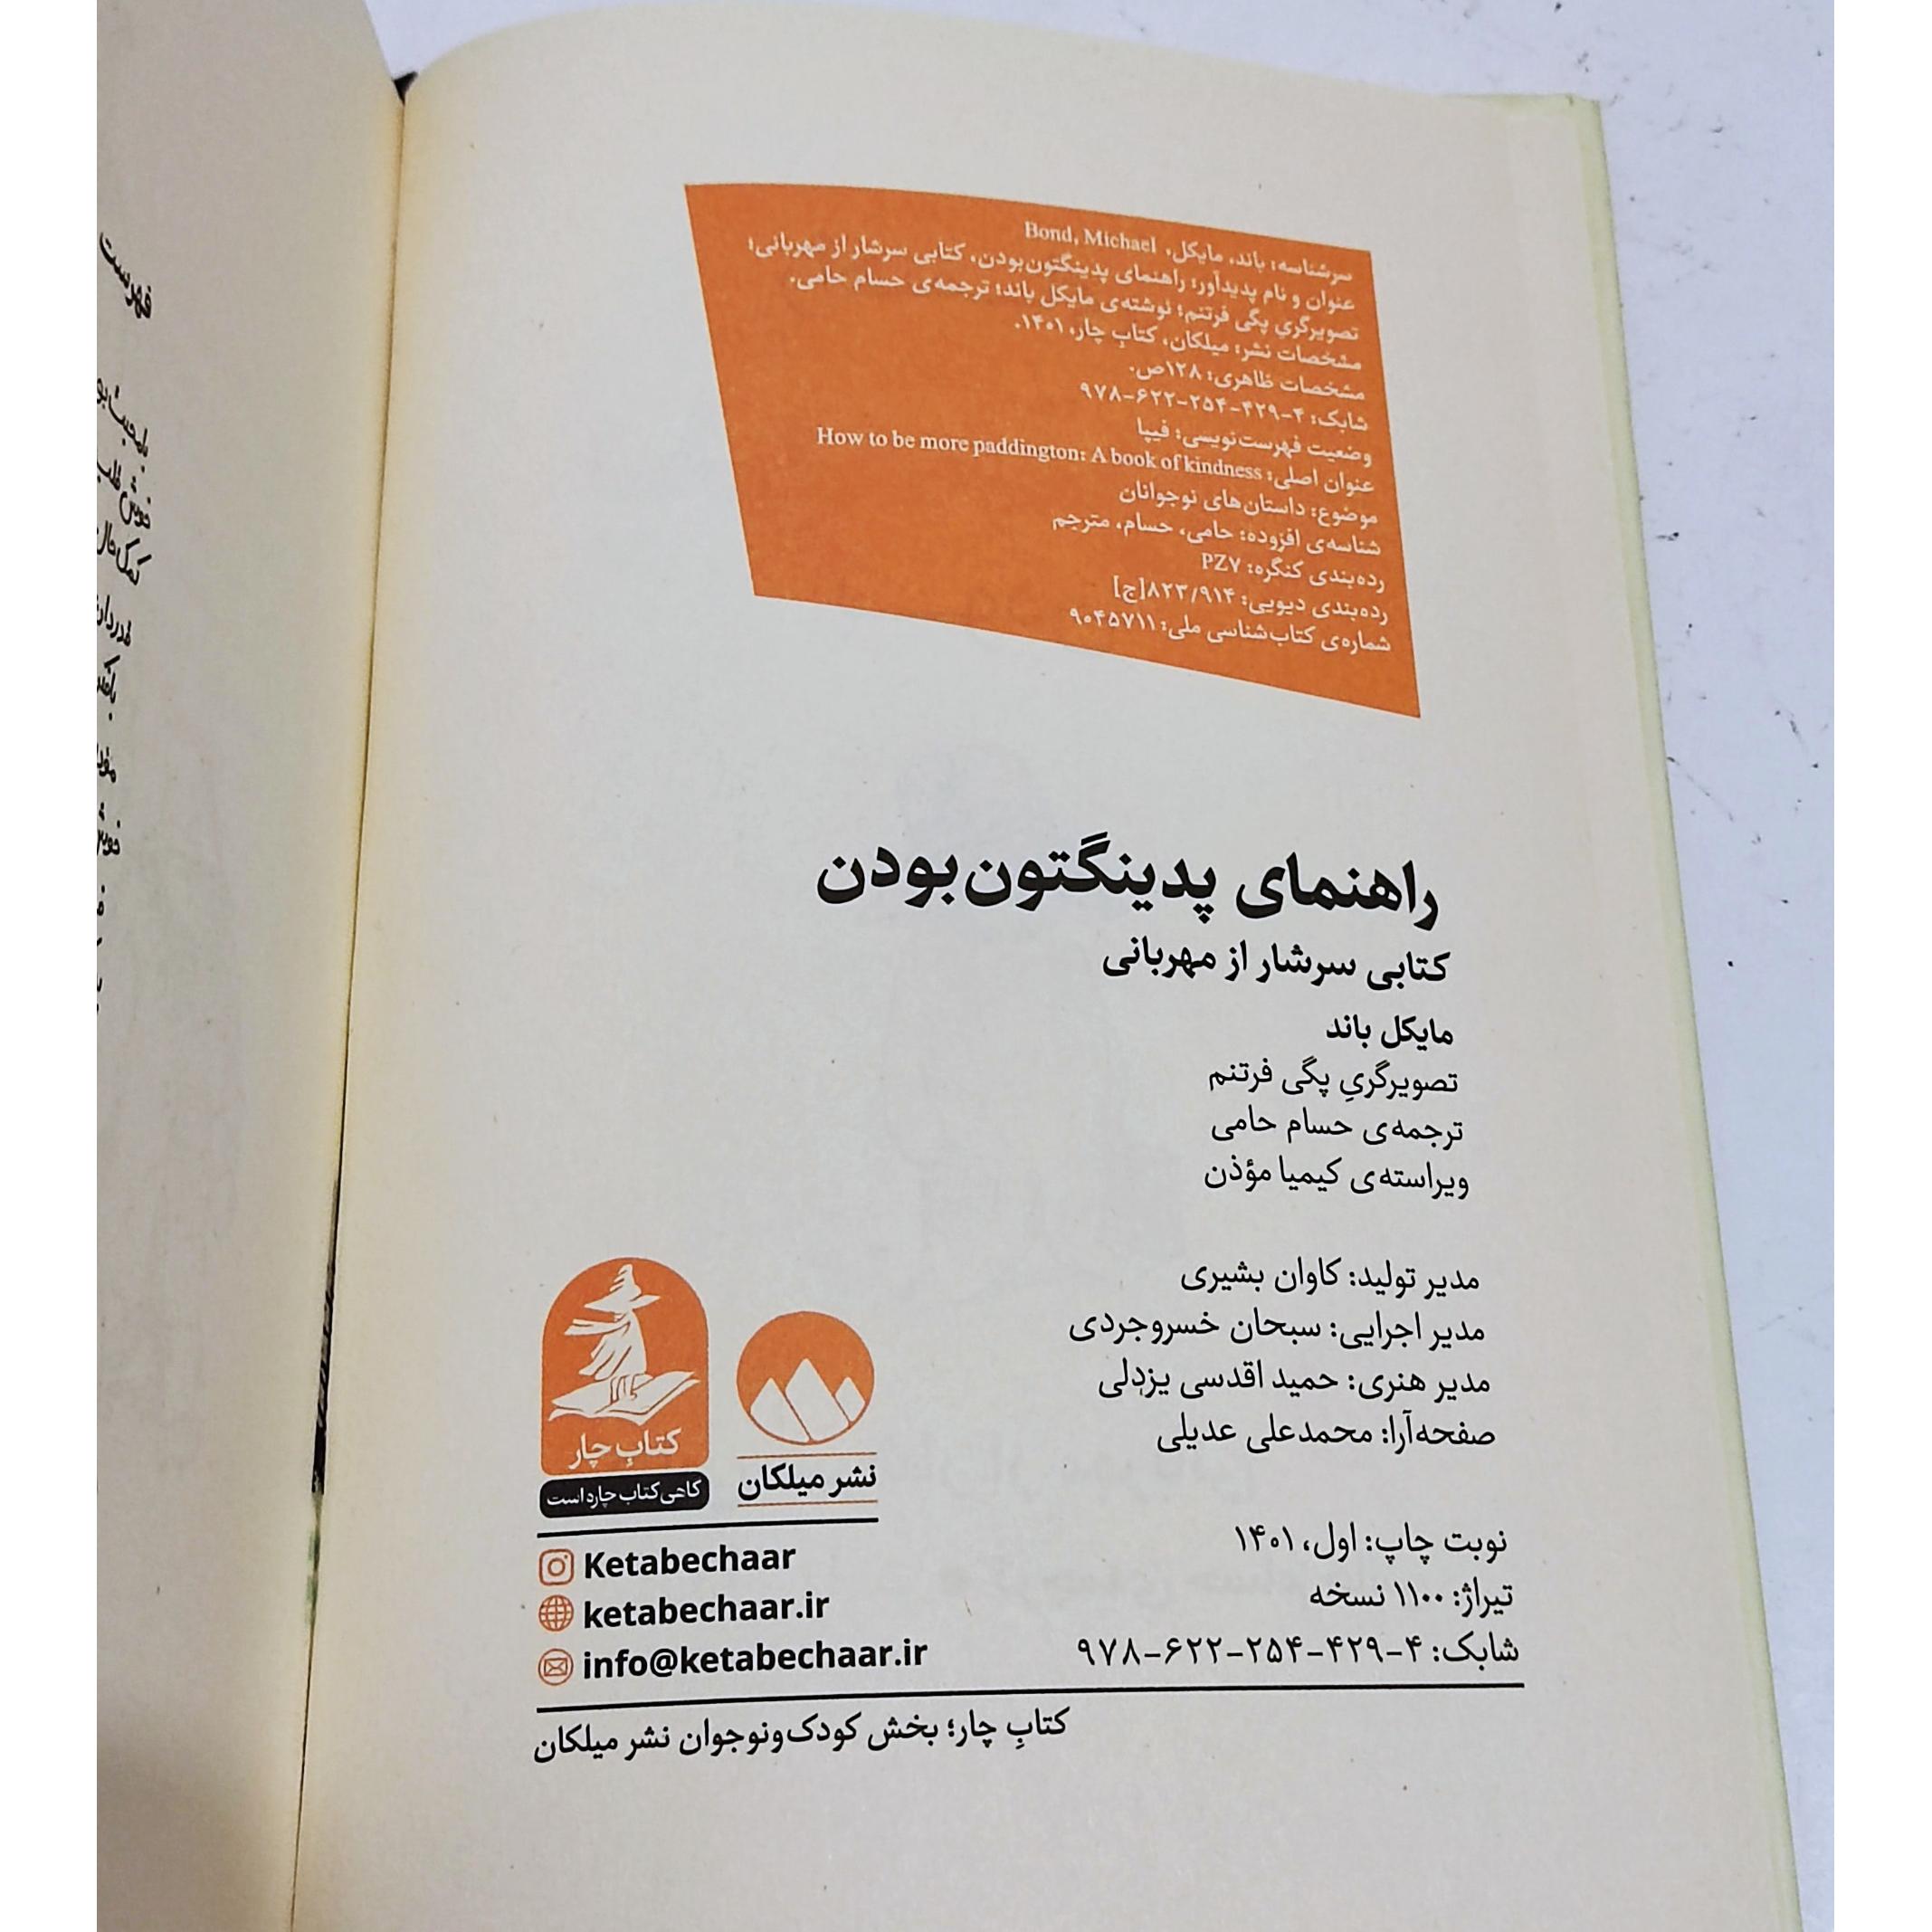 سرشناسه: باند، مایکل، Bond, Michael
عنوان و نام پدیدآور: راهنمای پدینگتون‌بودن، کتابی سرشار از مهربانی؛
تصویرگریِ پگی فرتنم؛ نوشته‌ی مایکل باند؛ ترجمه‌ی حسام حامی.
مشخصات نشر: میلکان، کتابِ چار، ۱۴۰۱.
مشخصات ظاهری: ۱۲۸ص.
شابک: ۴-۴۲۹-۲۵۴-۶۲۲-۹۷۸
وضعیت فهرست‌نویسی: فیپا
عنوان اصلی: How to be more paddington: A book of kindness
موضوع: داستان‌های نوجوانان
شناسه‌ی افزوده: حامی، حسام، مترجم
رده‌بندی کنگره: PZ۷
رده‌بندی دیویی: ۸۲۳/۹۱۴[ج]
شماره‌ی کتاب‌شناسی ملی: ۹۰۴۵۷۱۱
راهنمای پدینگتون‌بودن
کتابی سرشار از مهربانی
مایکل باند
تصویرگریِ پگی فرتنم
ترجمه‌ی حسام حامی
ویراسته‌ی کیمیا مؤذن
مدیر تولید: کاوان بشیری
مدیر اجرایی: سبحان خسروجردی
مدیر هنری: حمید اقدسی یزدلی
صفحه‌آرا: محمدعلی عدیلی
نوبت چاپ: اول، ۱۴۰۱
تیراژ: ۱۱۰۰ نسخه
شابک: ۴-۴۲۹-۲۵۴-۶۲۲-۹۷۸
نشر میلکان
کتابِ چار
گاهی کتاب چاره است
Ketabechaar
ketabechaar.ir
info@ketabechaar.ir
کتابِ چار؛ بخش کودک‌ونوجوان نشر میلکان
فهرست